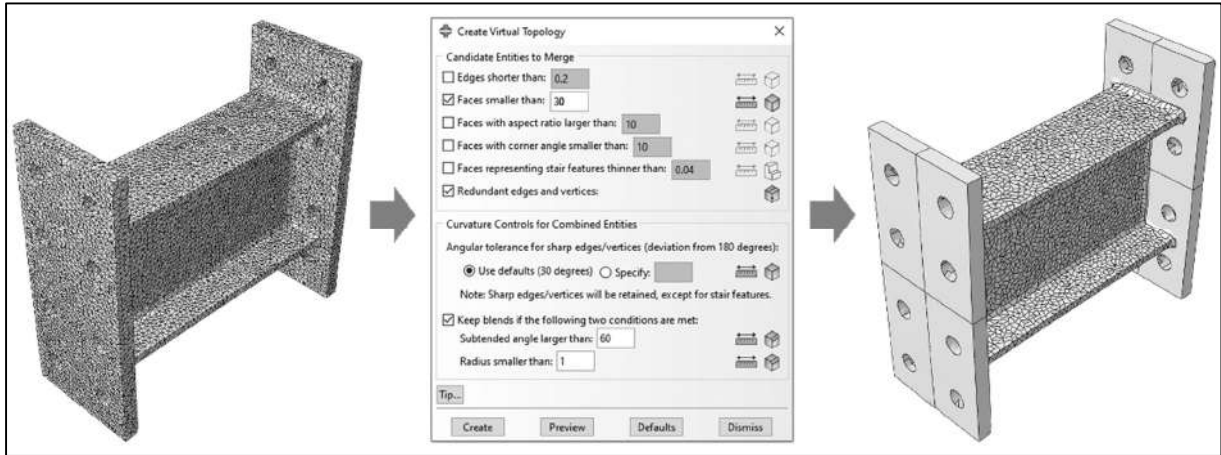 Create Virtual Topology
Candidate Entities to Merge
Edges shorter than: 0.2
Faces smaller than: 30
Faces with aspect ratio larger than: 10
Faces with corner angle smaller than: 10
Faces representing stair features thinner than: 0.04
Redundant edges and vertices:
Curvature Controls for Combined Entities
Angular tolerance for sharp edges/vertices (deviation from 180 degrees):
Use defaults (30 degrees) Specify:
Note: Sharp edges/vertices will be retained, except for stair features.
Keep blends if the following two conditions are met:
Subtended angle larger than: 60
Radius smaller than: 1
Tip...
Create Preview Defaults Dismiss